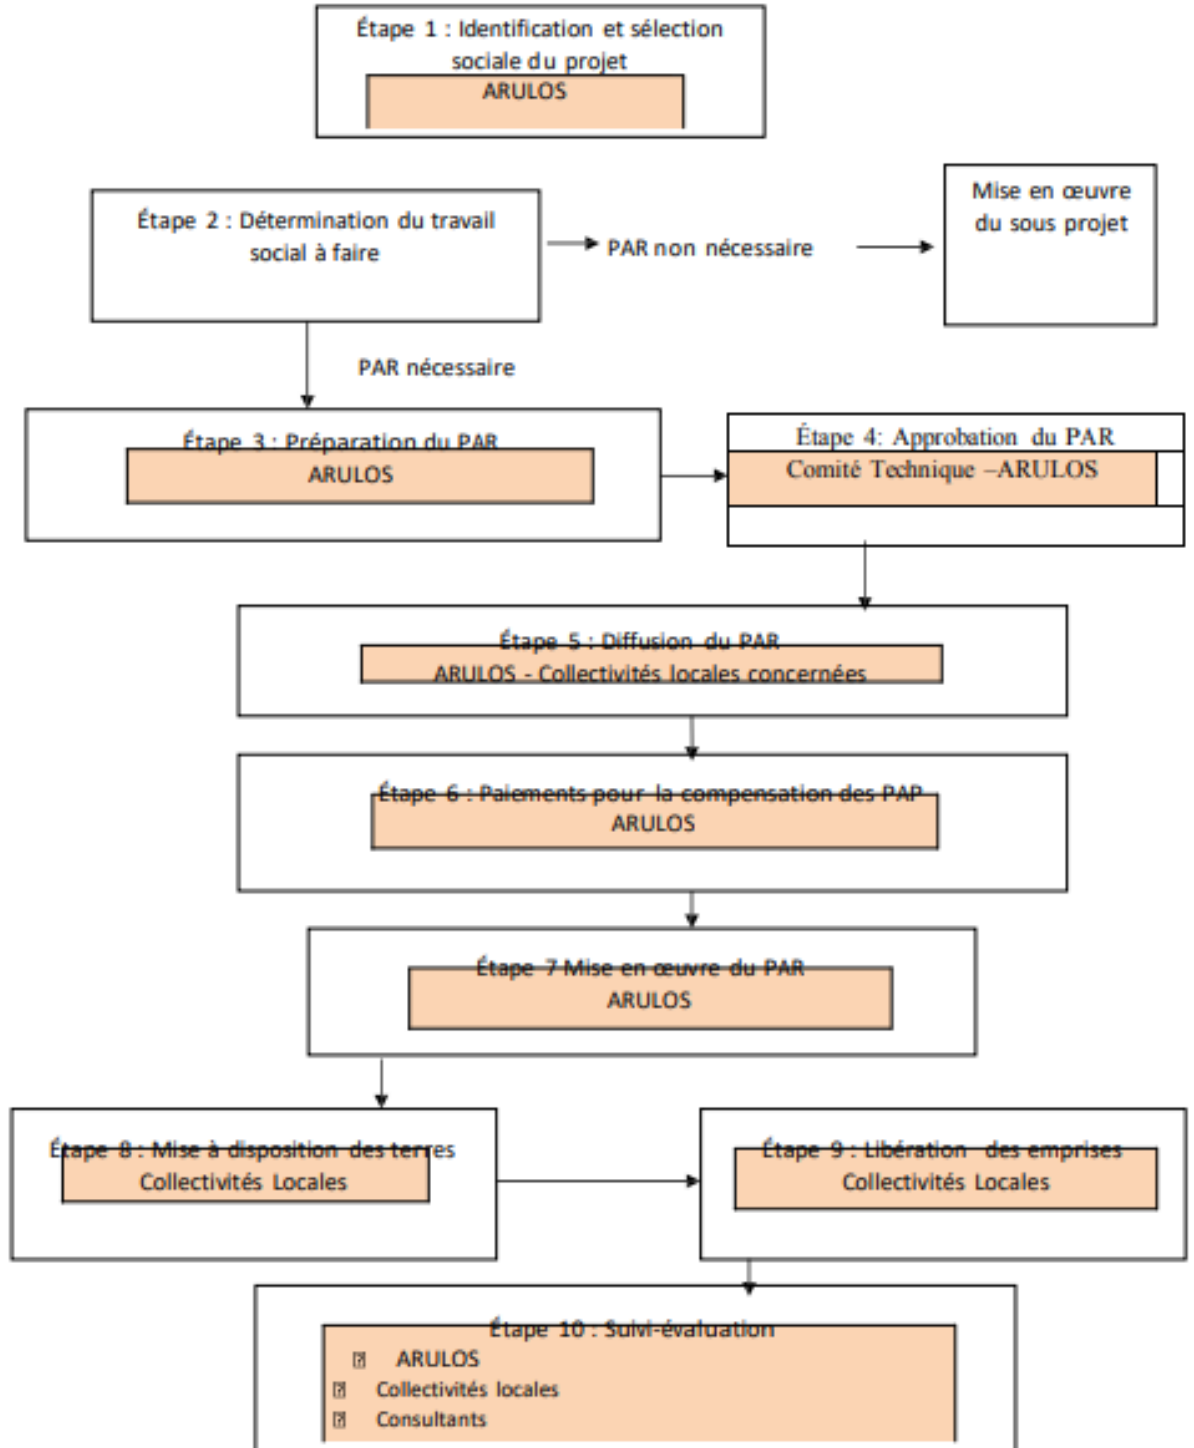 Étape 1 : Identification et sélection
sociale du projet
ARULOS
Étape 2 : Détermination du travail
social à faire
PAR non nécessaire
Mise en œuvre
du sous projet
PAR nécessaire
Étape 3 : Préparation du PAR
ARULOS
Étape 4: Approbation du PAR
Comité Technique –ARULOS
Étape 5 : Diffusion du PAR
ARULOS - Collectivités locales concernées
Étape 6 : Paiements pour la compensation des PAP
ARULOS
Étape 7 Mise en œuvre du PAR
ARULOS
Étape 8 : Mise à disposition des terres
Collectivités Locales
Étape 9 : Libération des emprises
Collectivités Locales
Étape 10 : Suivi-évaluation
ARULOS
Collectivités locales
Consultants